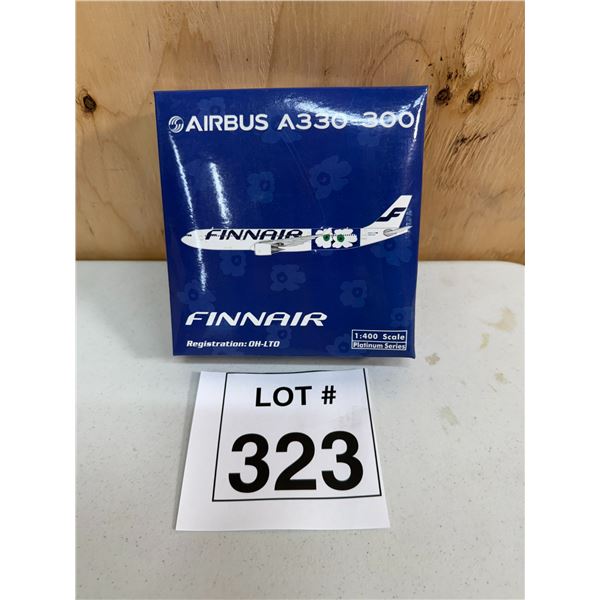 AIRBUS A330-300
FINNAIR
FINNAIR
Registration: OH-LTO
1:400 Scale
Platinum Series
LOT #
323